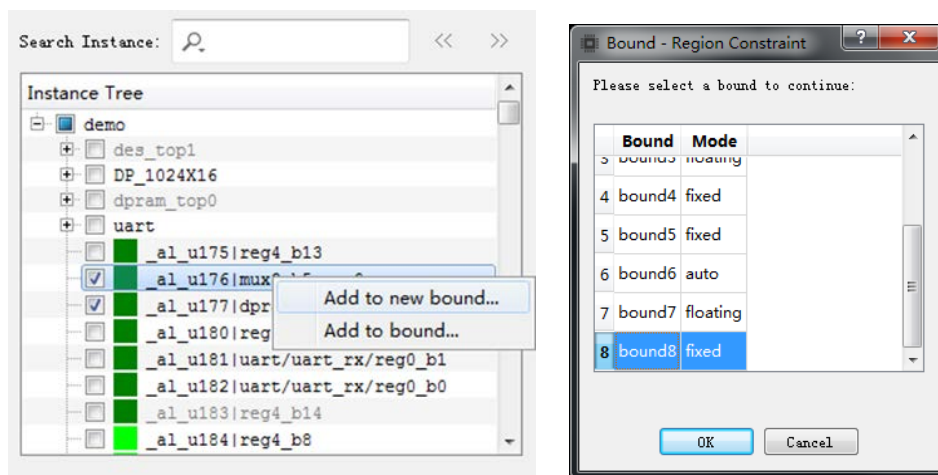 Search Instance:
<< >>
Instance Tree
demo
des_top1
DP_1024X16
dpram_top0
uart
_al_u175|reg4_b13
_al_u176|mux
_al_u177|dpr
_al_u180|reg
_al_u181|uart/uart_rx/reg0_b1
_al_u182|uart/uart_rx/reg0_b0
_al_u183|reg4_b14
_al_u184|reg4_b8
Add to new bound...
Add to bound...
Bound - Region Constraint
? X
Please select a bound to continue:
Bound Mode
4 bound4 fixed
5 bound5 fixed
6 bound6 auto
7 bound7 floating
8 bound8 fixed
OK Cancel